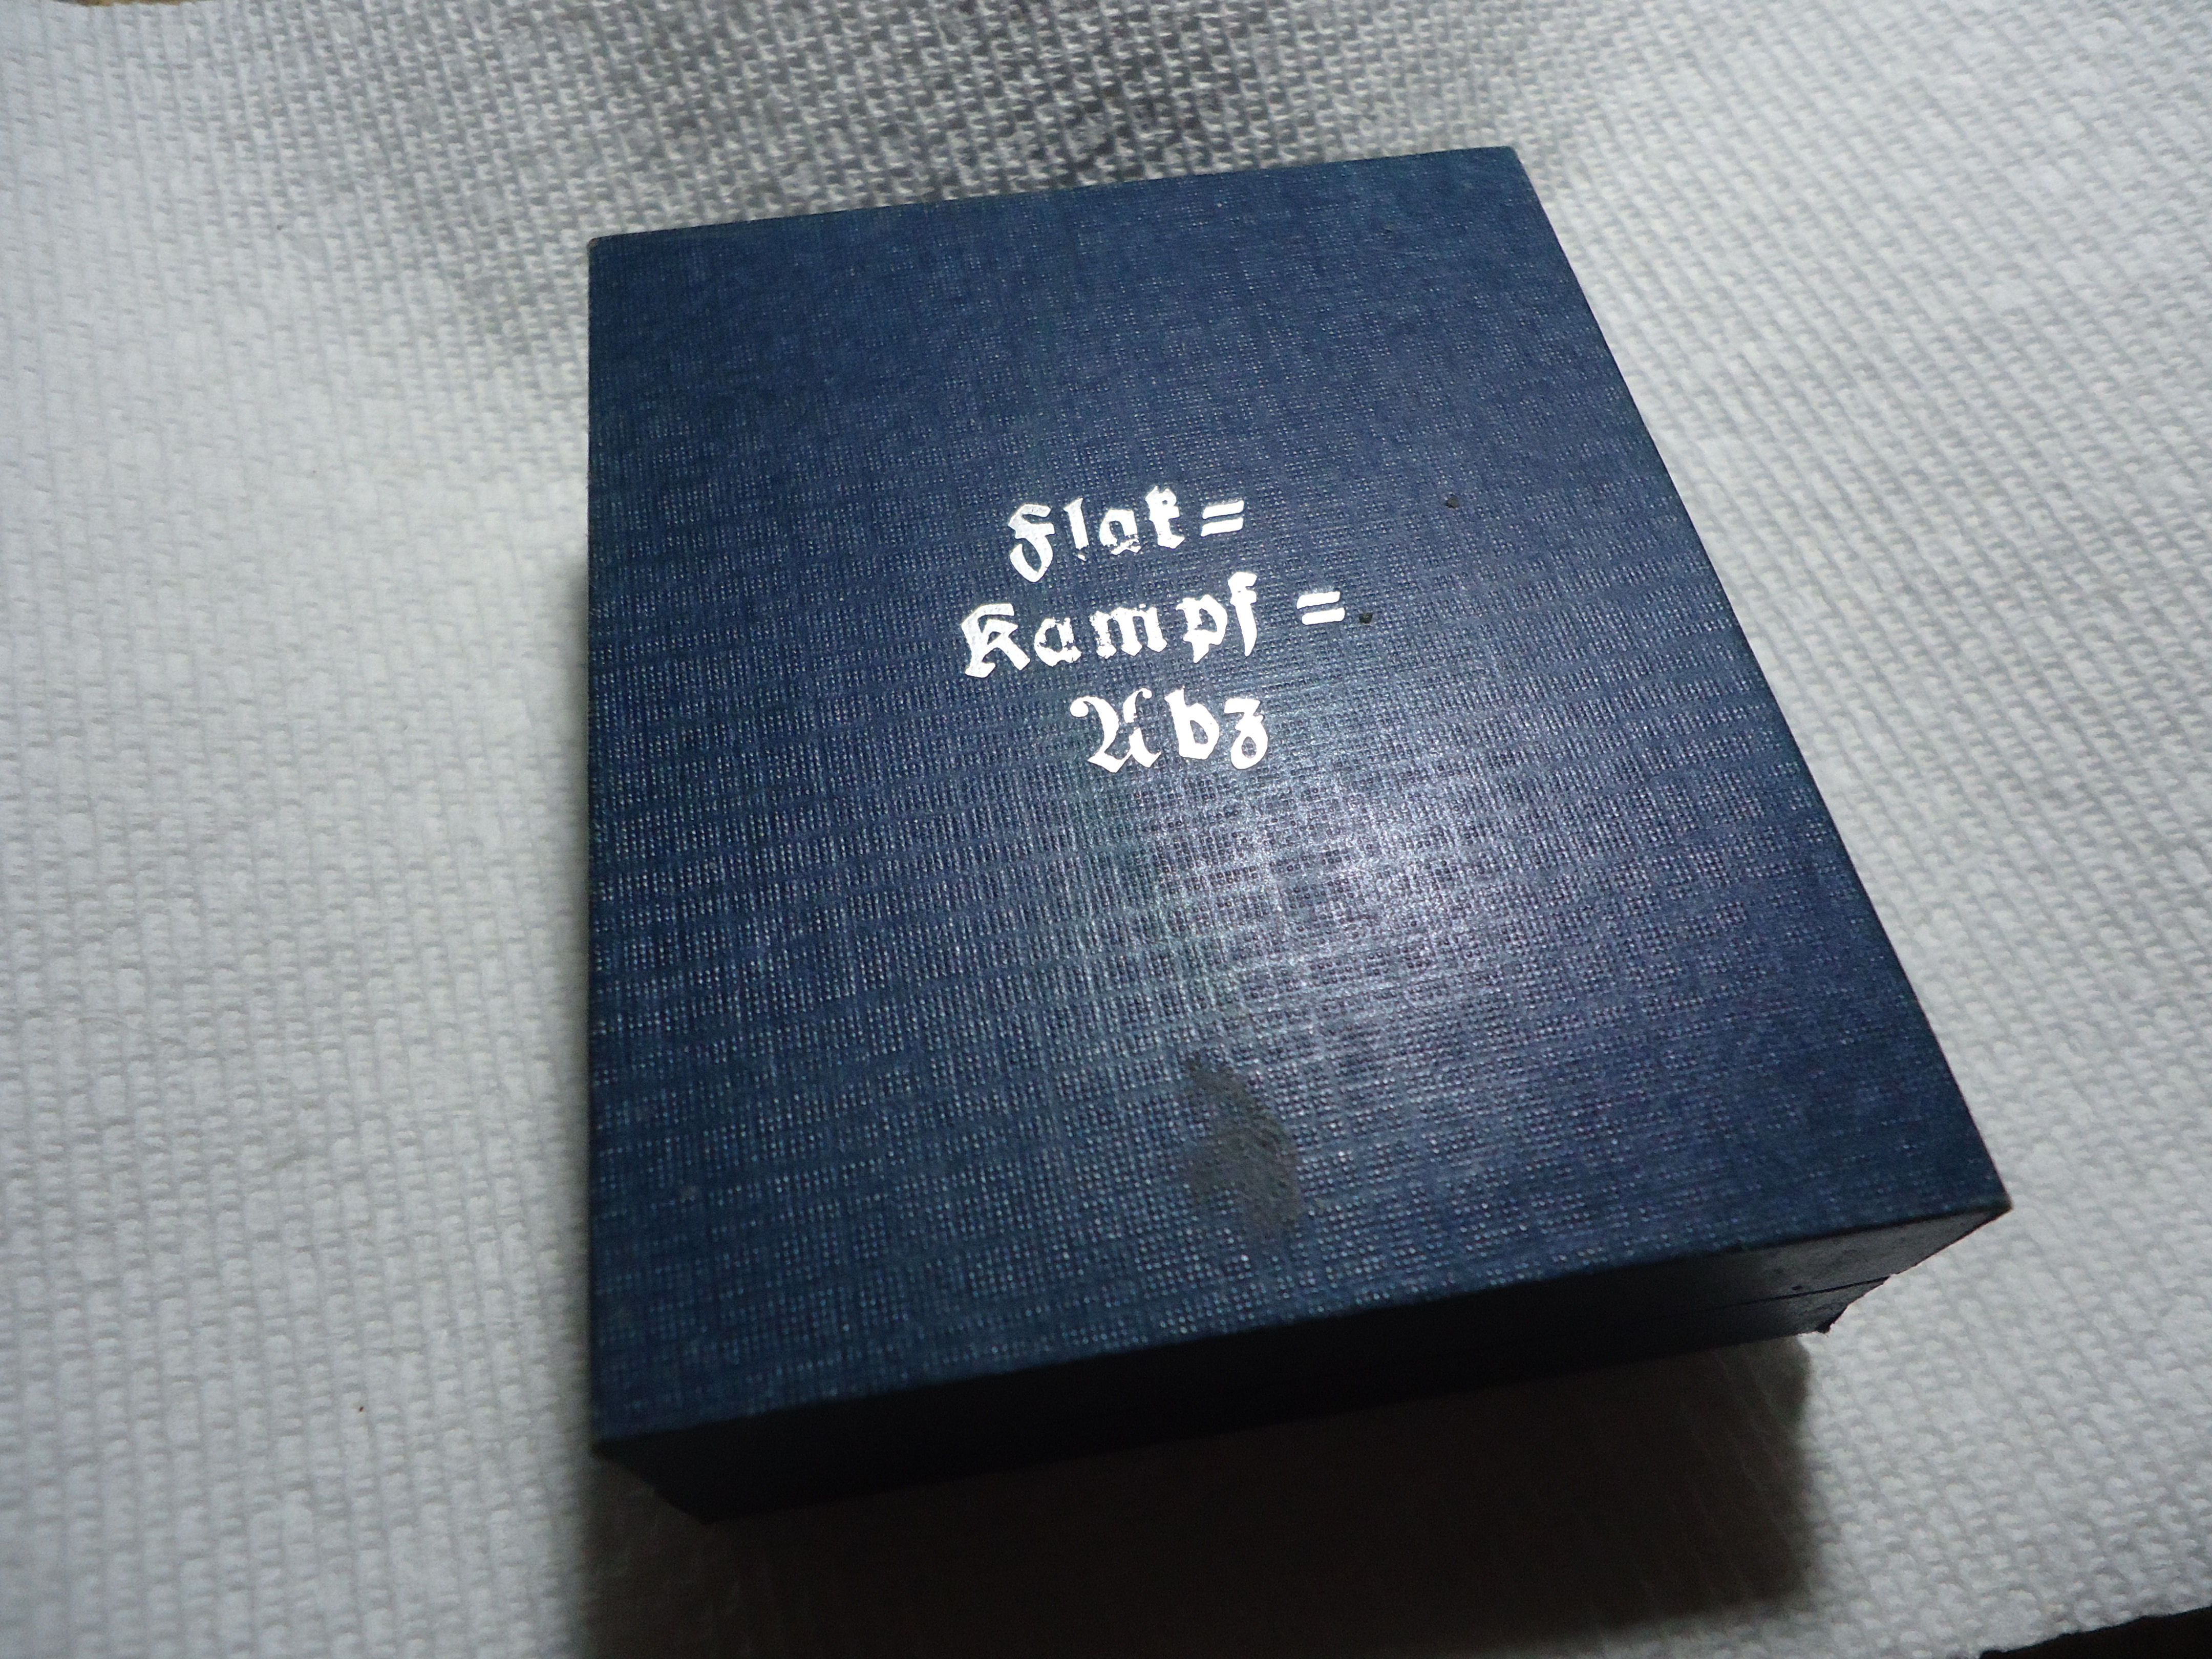 Flak=
Kampf =
Abz